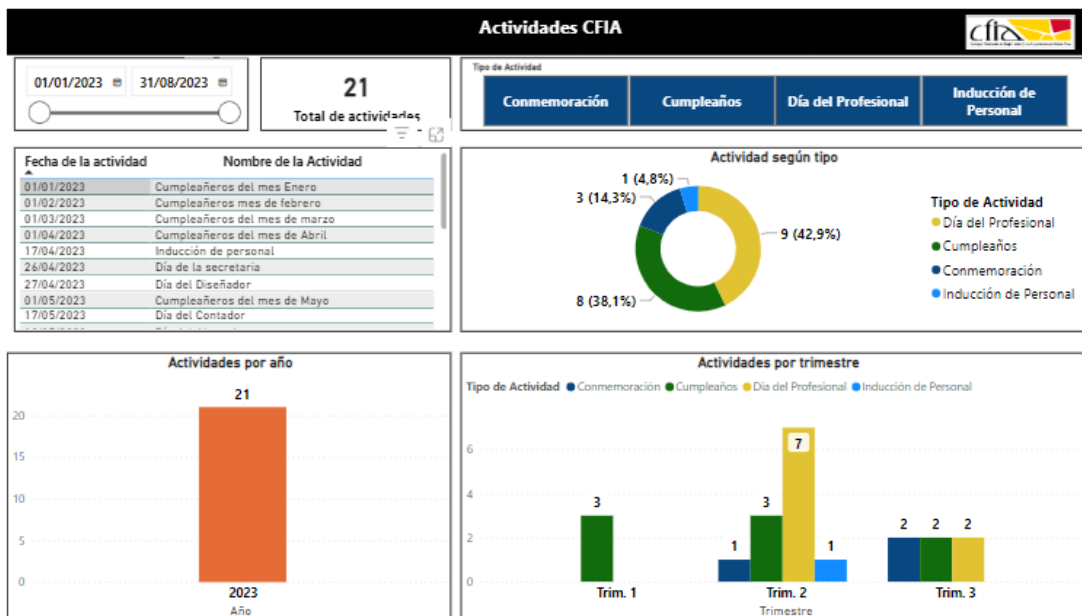 Actividades CFIA
cfia
01/01/2023 31/08/2023
21
Total de actividades
Tipo de Actividad
Conmemoración
Cumpleaños
Día del Profesional
Inducción de
Personal
Fecha de la actividad Nombre de la Actividad
01/01/2023 Cumpleañeros del mes Enero
01/02/2023 Cumpleañeros mes de febrero
01/03/2023 Cumpleañeros del mes de marzo
01/04/2023 Cumpleañeros del mes de Abril
17/04/2023 Inducción de personal
26/04/2023 Día de la secretaria
27/04/2023 Día del Diseñador
01/05/2023 Cumpleañeros del mes de Mayo
17/05/2023 Día del Contador
Actividad según tipo
1 (4,8%)
3 (14,3%)
9 (42,9%)
8 (38,1%)
Tipo de Actividad
Día del Profesional
Cumpleaños
Conmemoración
Inducción de Personal
Actividades por año
21
20
15
10
5
0
2023
Año
Actividades por trimestre
Tipo de Actividad Conmemoración Cumpleaños Día del Profesional Inducción de Personal
6
4
2
0
3
1
3
7
1
2
2
2
Trim. 1
Trim. 2
Trim. 3
Trimestre